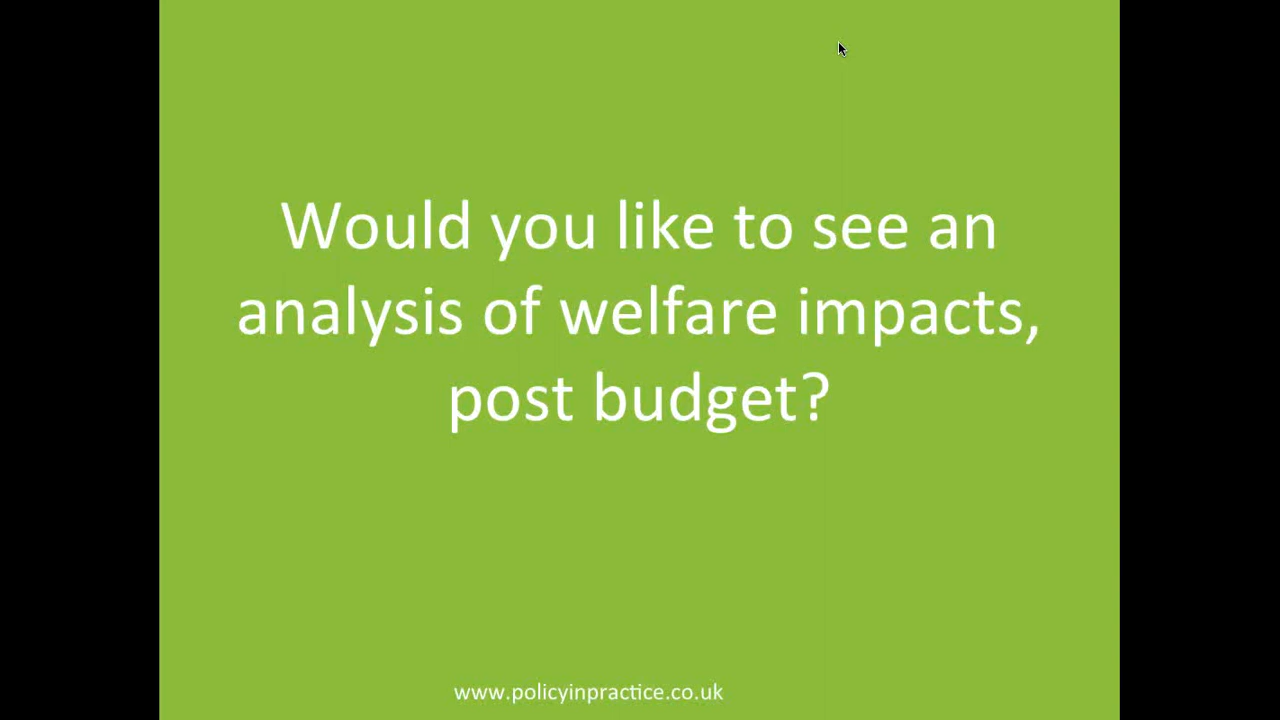 Would you like to see an
analysis of welfare impacts,
post budget?
www.policyinpractice.co.uk